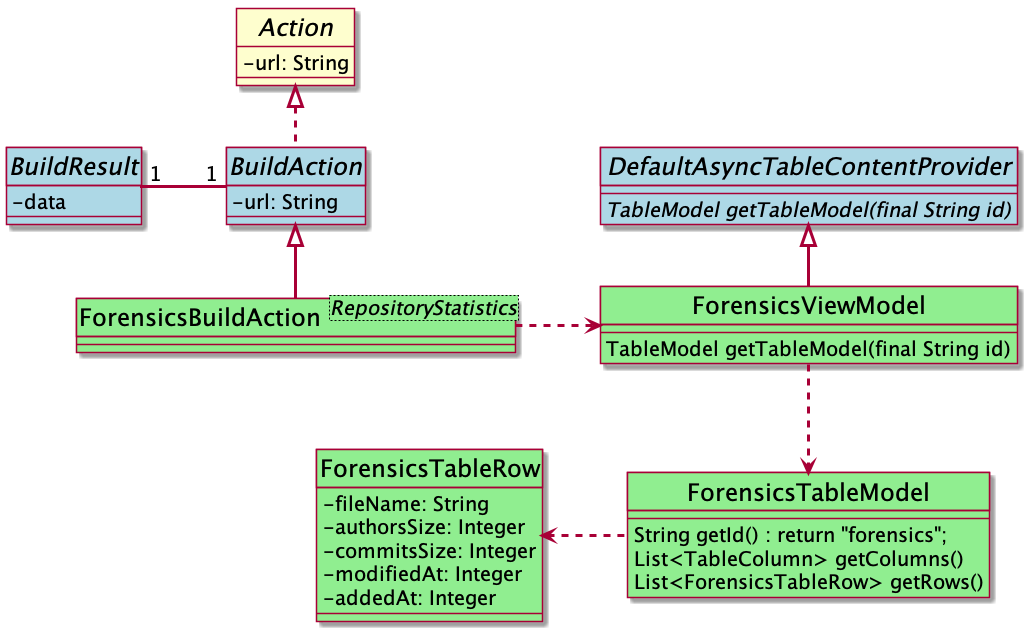 Action
-url: String
BuildResult
-data
1
1
BuildAction
-url: String
DefaultAsyncTableContentProvider
TableModel getTableModel(final String id)
ForensicsBuildAction
RepositoryStatistics
ForensicsViewModel
TableModel getTableModel(final String id)
ForensicsTableRow
-fileName: String
-authorsSize: Integer
-commitsSize: Integer
-modifiedAt: Integer
-addedAt: Integer
ForensicsTableModel
String getId() : return "forensics";
List<TableColumn> getColumns()
List<ForensicsTableRow> getRows()